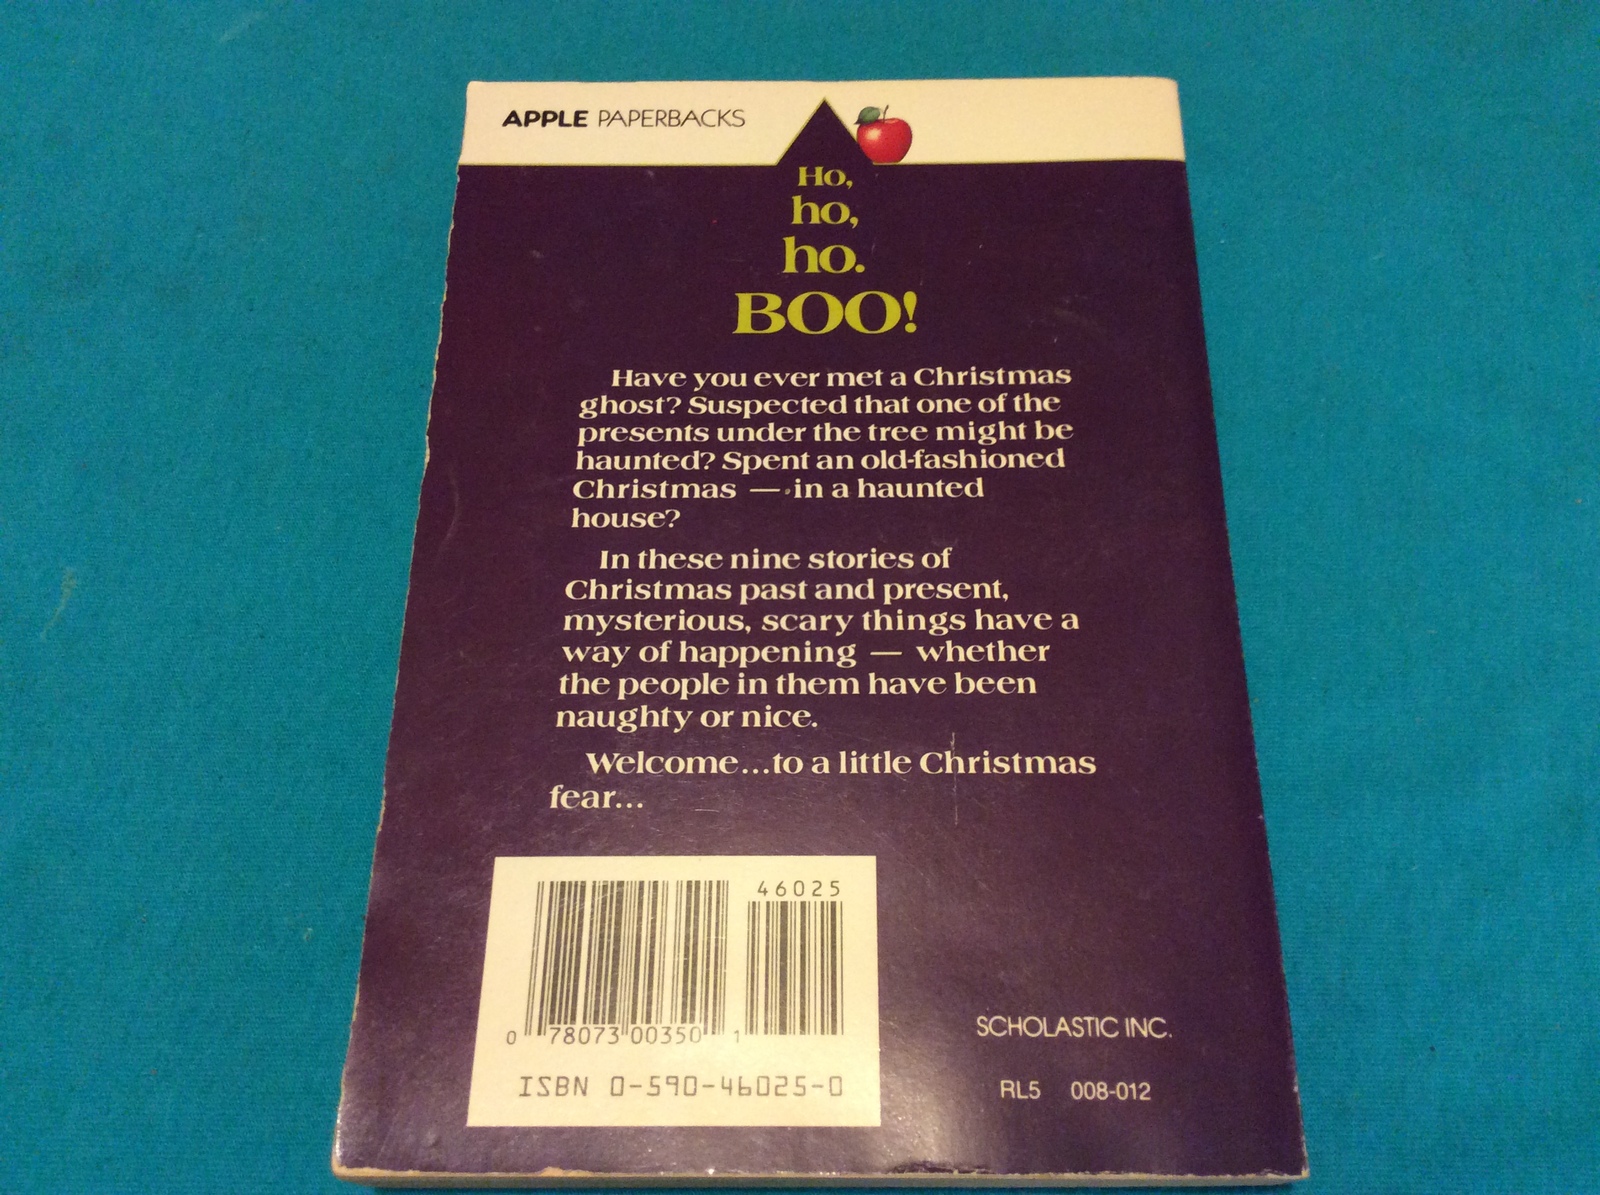 APPLE PAPERBACKS
Ho,
ho,
ho.
BOO!
Have you ever met a Christmas
ghost? Suspected that one of the
presents under the tree might be
haunted? Spent an old-fashioned
Christmas — in a haunted
house?
In these nine stories of
Christmas past and present,
mysterious, scary things have a
way of happening — whether
the people in them have been
naughty or nice.
Welcome...to a little Christmas
fear...
46025
0 78073 00350 1
ISBN 0-590-46025-0
SCHOLASTIC INC.
RL5 008-012